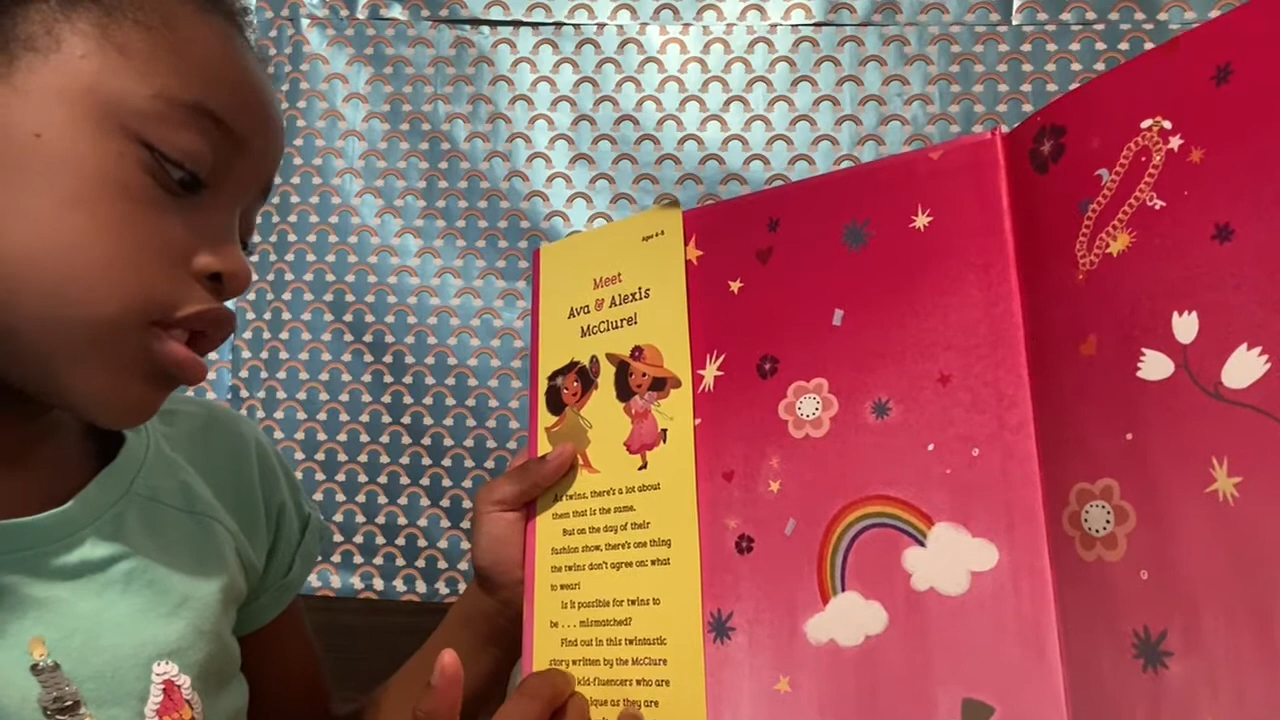 Ages 4-8
Meet
Ava & Alexis
McClure!
As twins, there's a lot about
them that is the same.
But on the day of their
fashion show, there's one thing
the twins don't agree on: what
to wear!
Is it possible for twins to
be . . . mismatched?
Find out in this twintastic
story written by the McClure
kid-fluencers who are
ique as they are